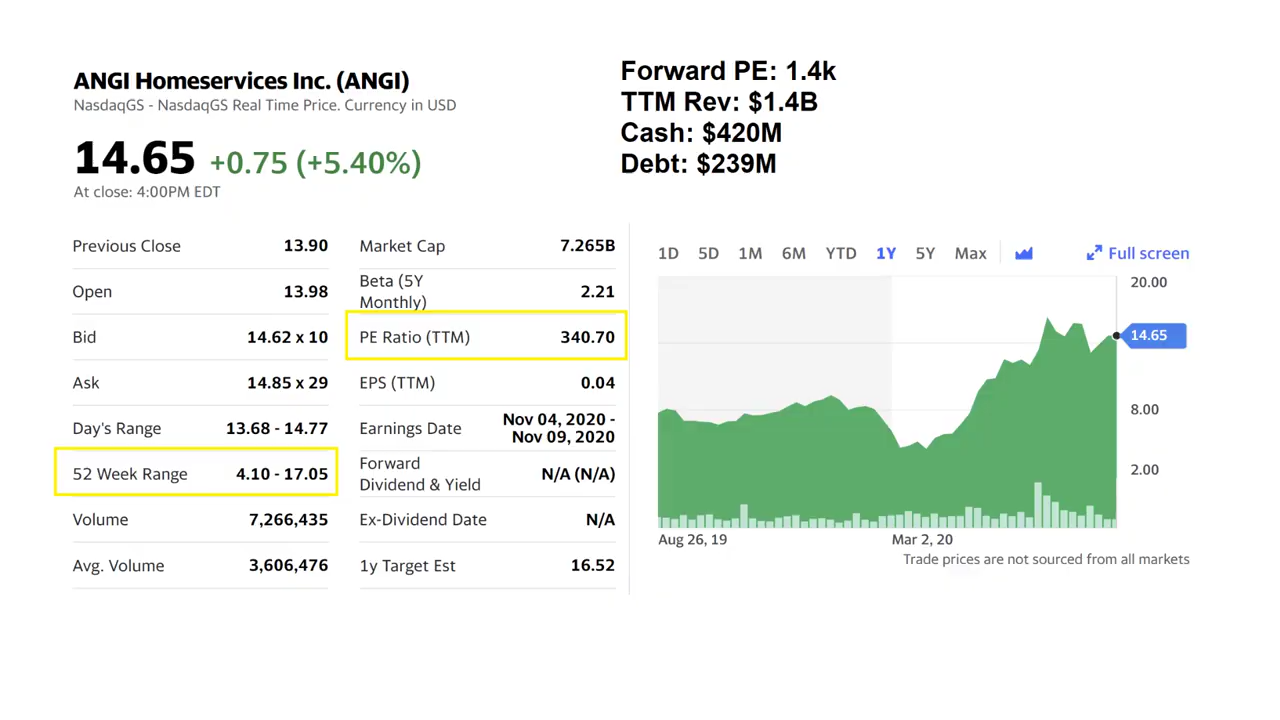 ANGI Homeservices Inc. (ANGI)
NasdaqGS - NasdaqGS Real Time Price. Currency in USD
14.65 +0.75 (+5.40%)
At close: 4:00PM EDT
Forward PE: 1.4k
TTM Rev: $1.4B
Cash: $420M
Debt: $239M
Previous Close 13.90
Open 13.98
Bid 14.62 x 10
Ask 14.85 x 29
Day's Range 13.68 - 14.77
52 Week Range 4.10 - 17.05
Volume 7,266,435
Avg. Volume 3,606,476
Market Cap 7.265B
Beta (5Y
Monthly) 2.21
PE Ratio (TTM) 340.70
EPS (TTM) 0.04
Earnings Date Nov 04, 2020 -
Nov 09, 2020
Forward
Dividend & Yield N/A (N/A)
Ex-Dividend Date N/A
1y Target Est 16.52
1D 5D 1M 6M YTD 1Y 5Y Max Full screen
20.00
14.65
8.00
2.00
Aug 26, 19 Mar 2, 20
Trade prices are not sourced from all markets